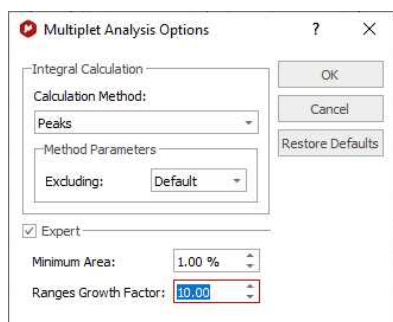 Multiplet Analysis Options ? ×
Integral Calculation
Calculation Method:
Peaks
Method Parameters
Excluding: Default
OK
Cancel
Restore Defaults
Expert
Minimum Area: 1.00 %
Ranges Growth Factor: 10.00